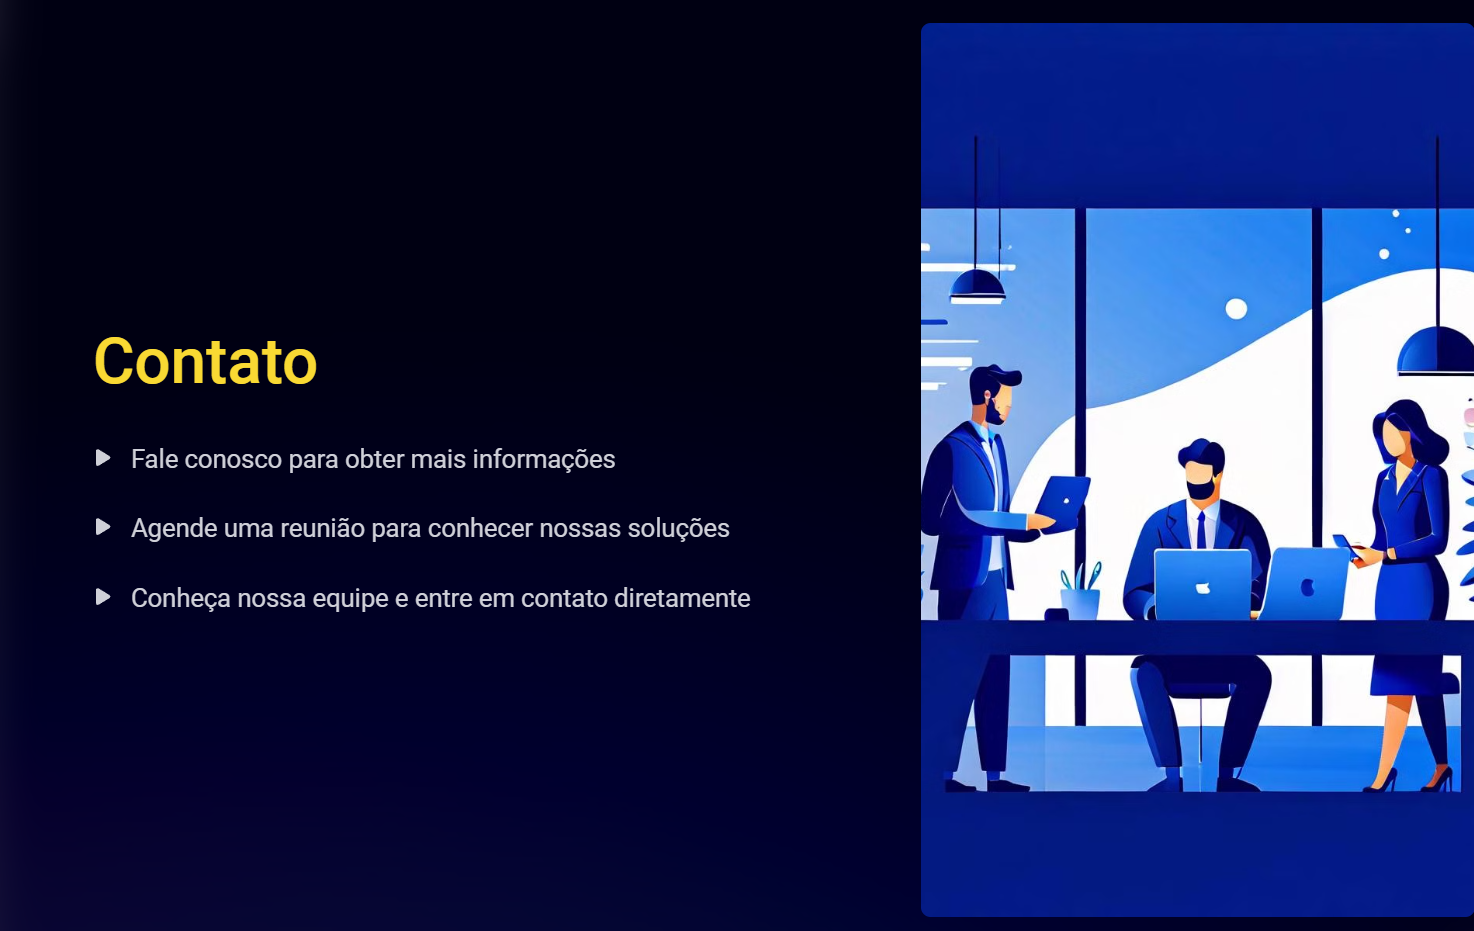 Contato
Fale conosco para obter mais informações
Agende uma reunião para conhecer nossas soluções
Conheça nossa equipe e entre em contato diretamente